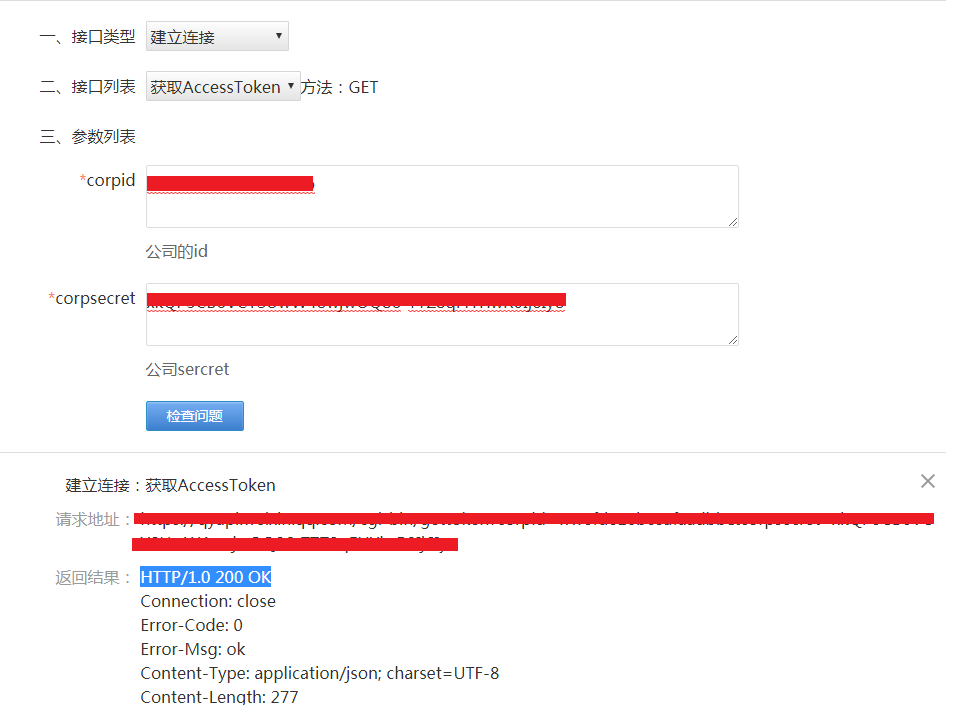 一、接口类型 建立连接
二、接口列表 获取AccessToken 方法：GET
三、参数列表
*corpid
公司的id
*corpsecret
公司sercret
检查问题
建立连接：获取AccessToken
请求地址：
返回结果： HTTP/1.0 200 OK
Connection: close
Error-Code: 0
Error-Msg: ok
Content-Type: application/json; charset=UTF-8
Content-Length: 277